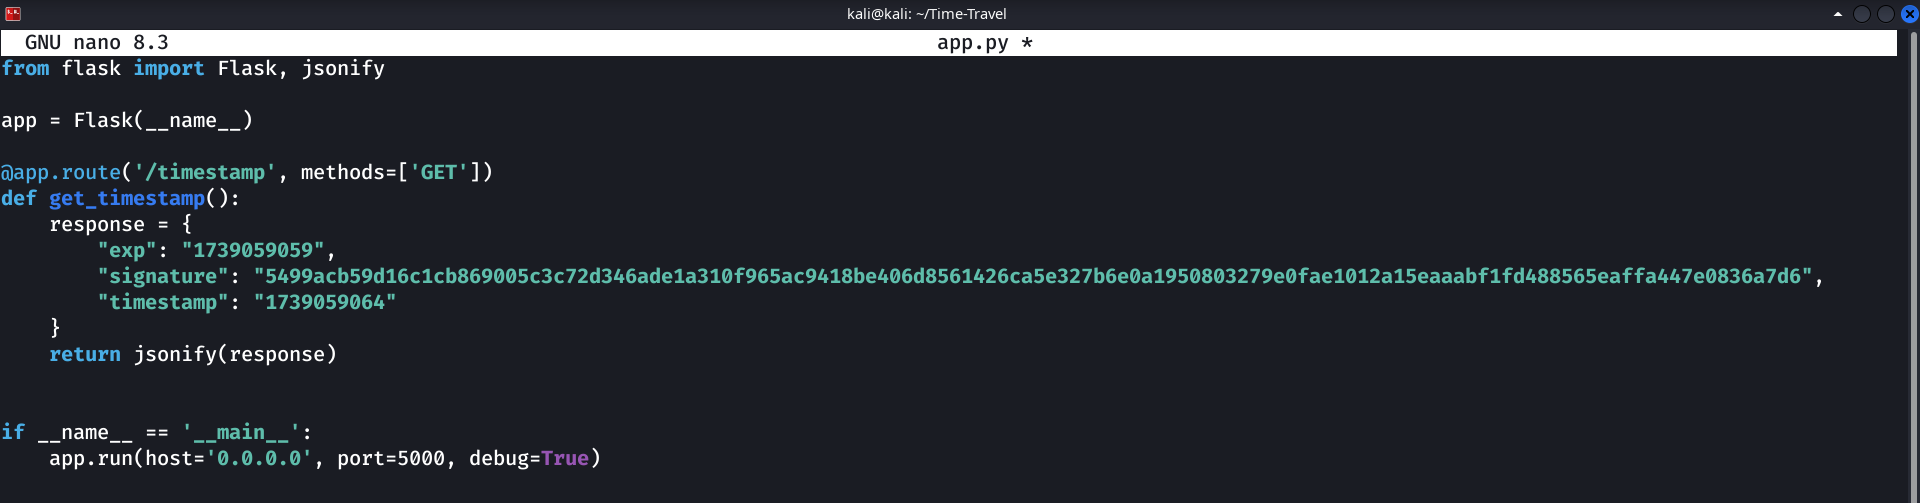 kali@kali: ~/Time-Travel
GNU nano 8.3 app.py *
from flask import Flask, jsonify
app = Flask(__name__)
@app.route('/timestamp', methods=['GET'])
def get_timestamp():
    response = {
        "exp": "1739059059",
        "signature": "5499acb59d16c1cb869005c3c72d346ade1a310f965ac9418be406d8561426ca5e327b6e0a1950803279e0fae1012a15eaaabf1fd488565eaffa447e0836a7d6",
        "timestamp": "1739059064"
    }
    return jsonify(response)
if __name__ == '__main__':
    app.run(host='0.0.0.0', port=5000, debug=True)